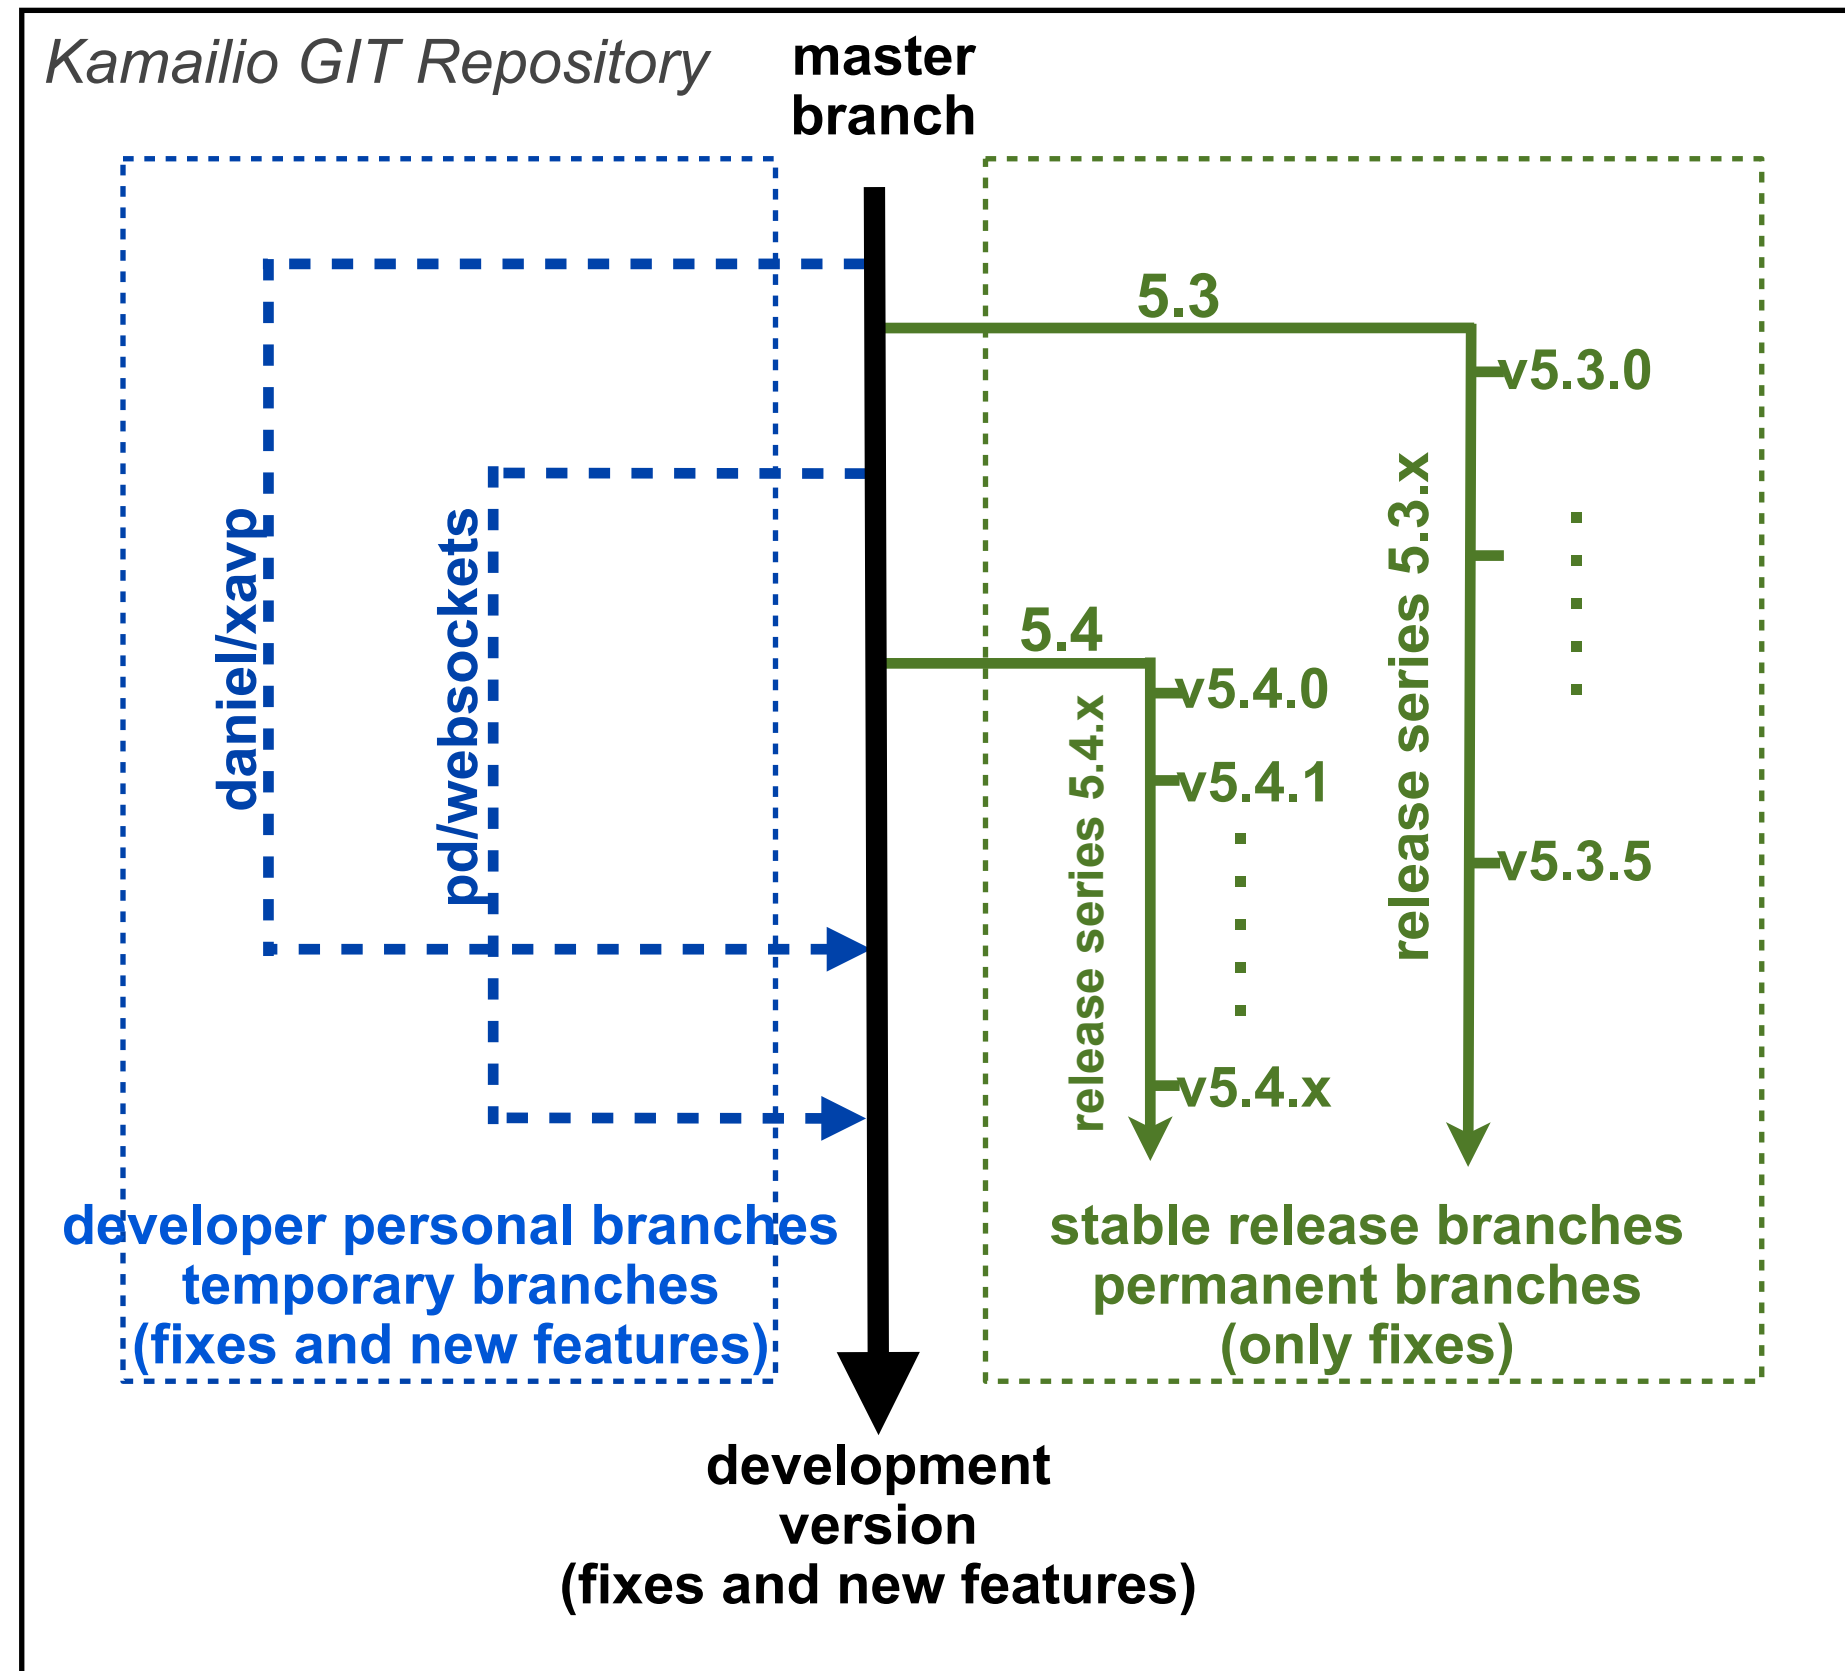 Kamailio GIT Repository
master
branch
5.3
v5.3.0
release series 5.3.x
daniel/xavp
pd/websockets
5.4
v5.4.0
release series 5.4.x
v5.4.1
v5.3.5
v5.4.x
developer personal branches
temporary branches
(fixes and new features)
stable release branches
permanent branches
(only fixes)
development
version
(fixes and new features)